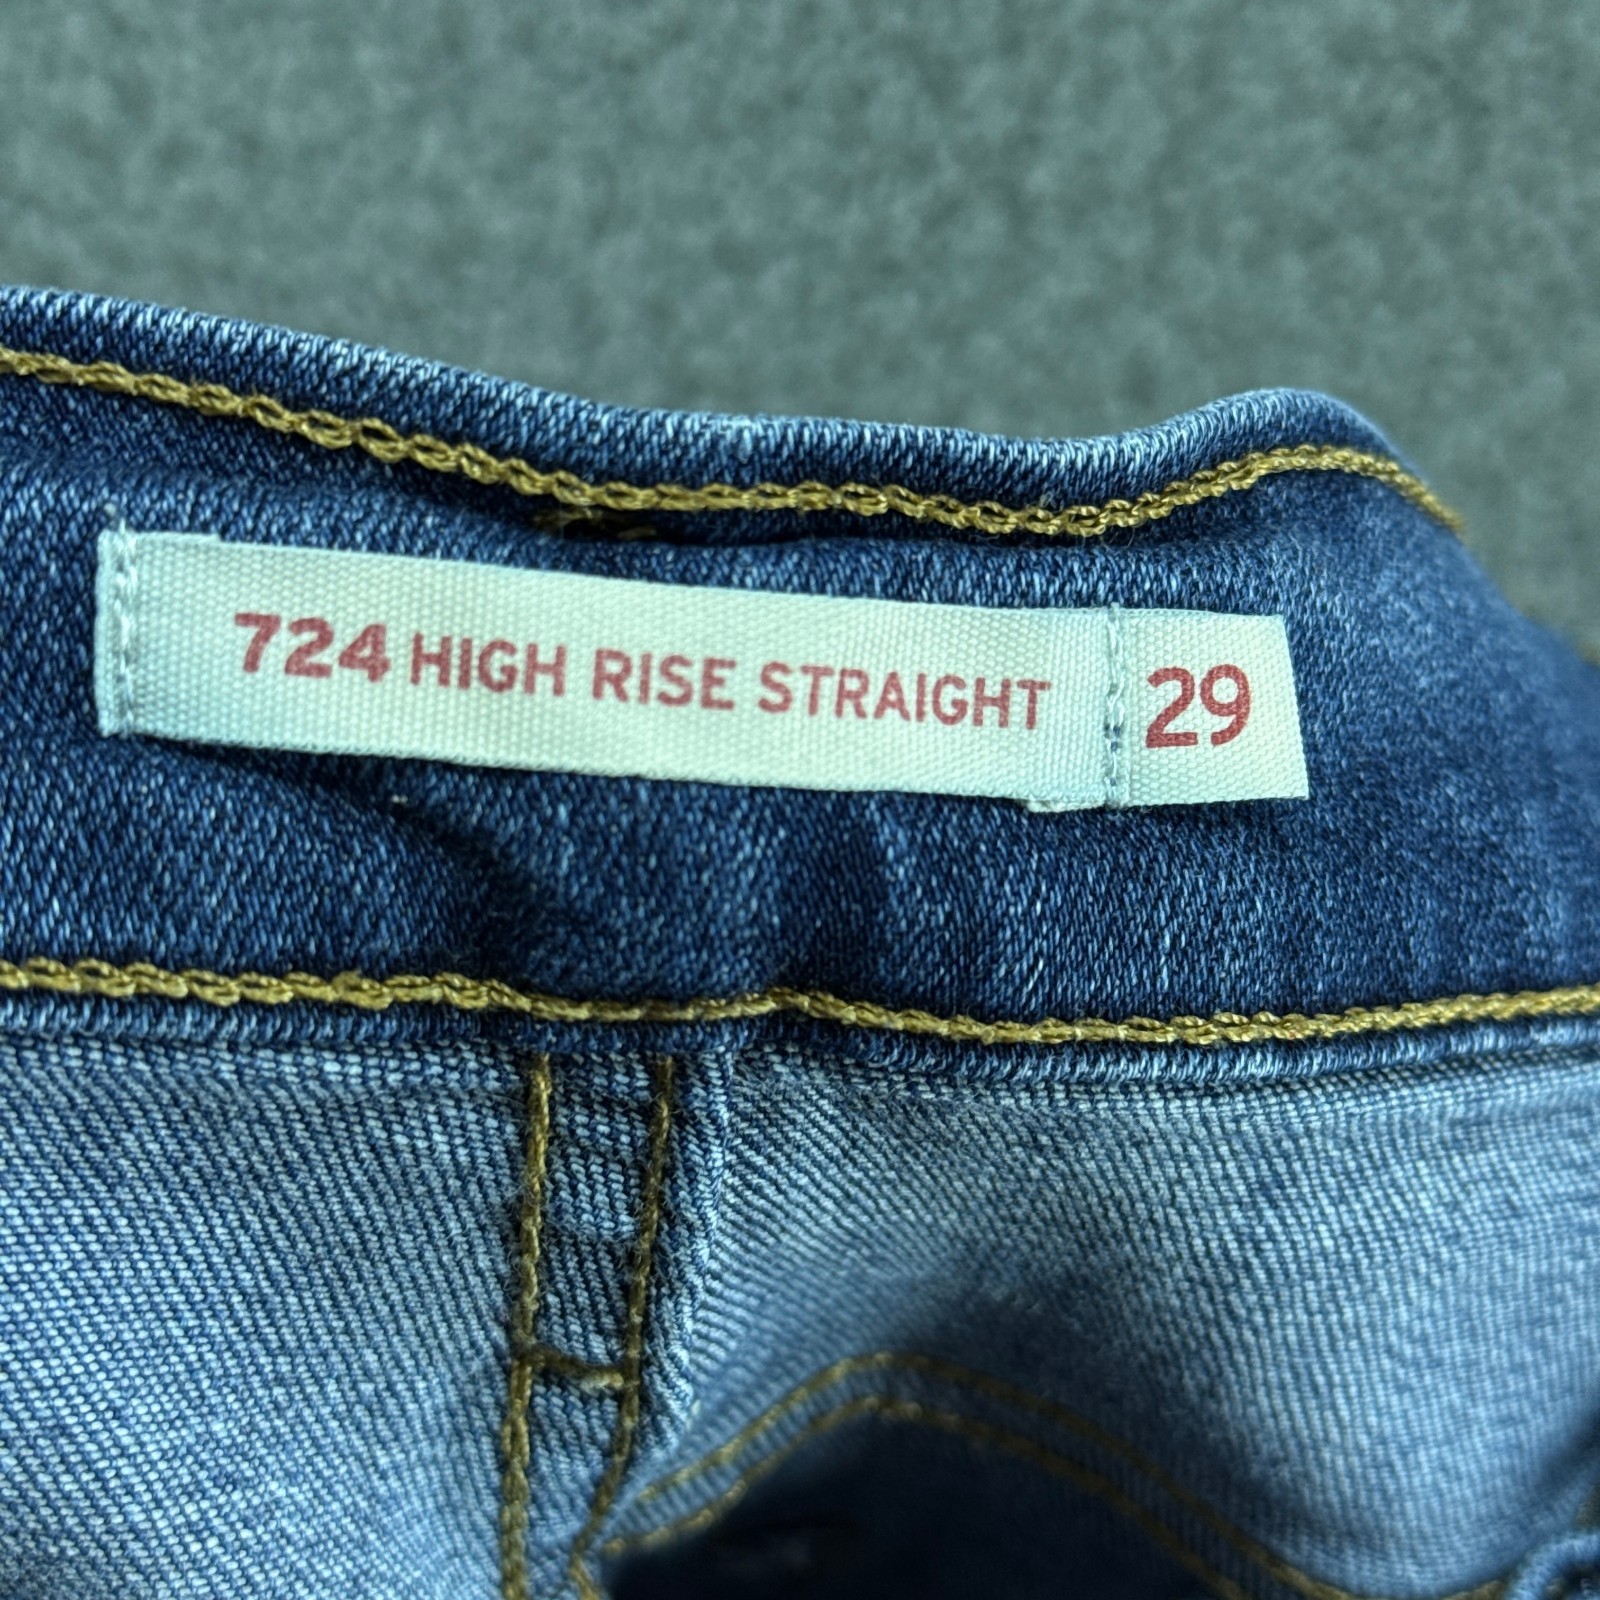 724 HIGH RISE STRAIGHT 29